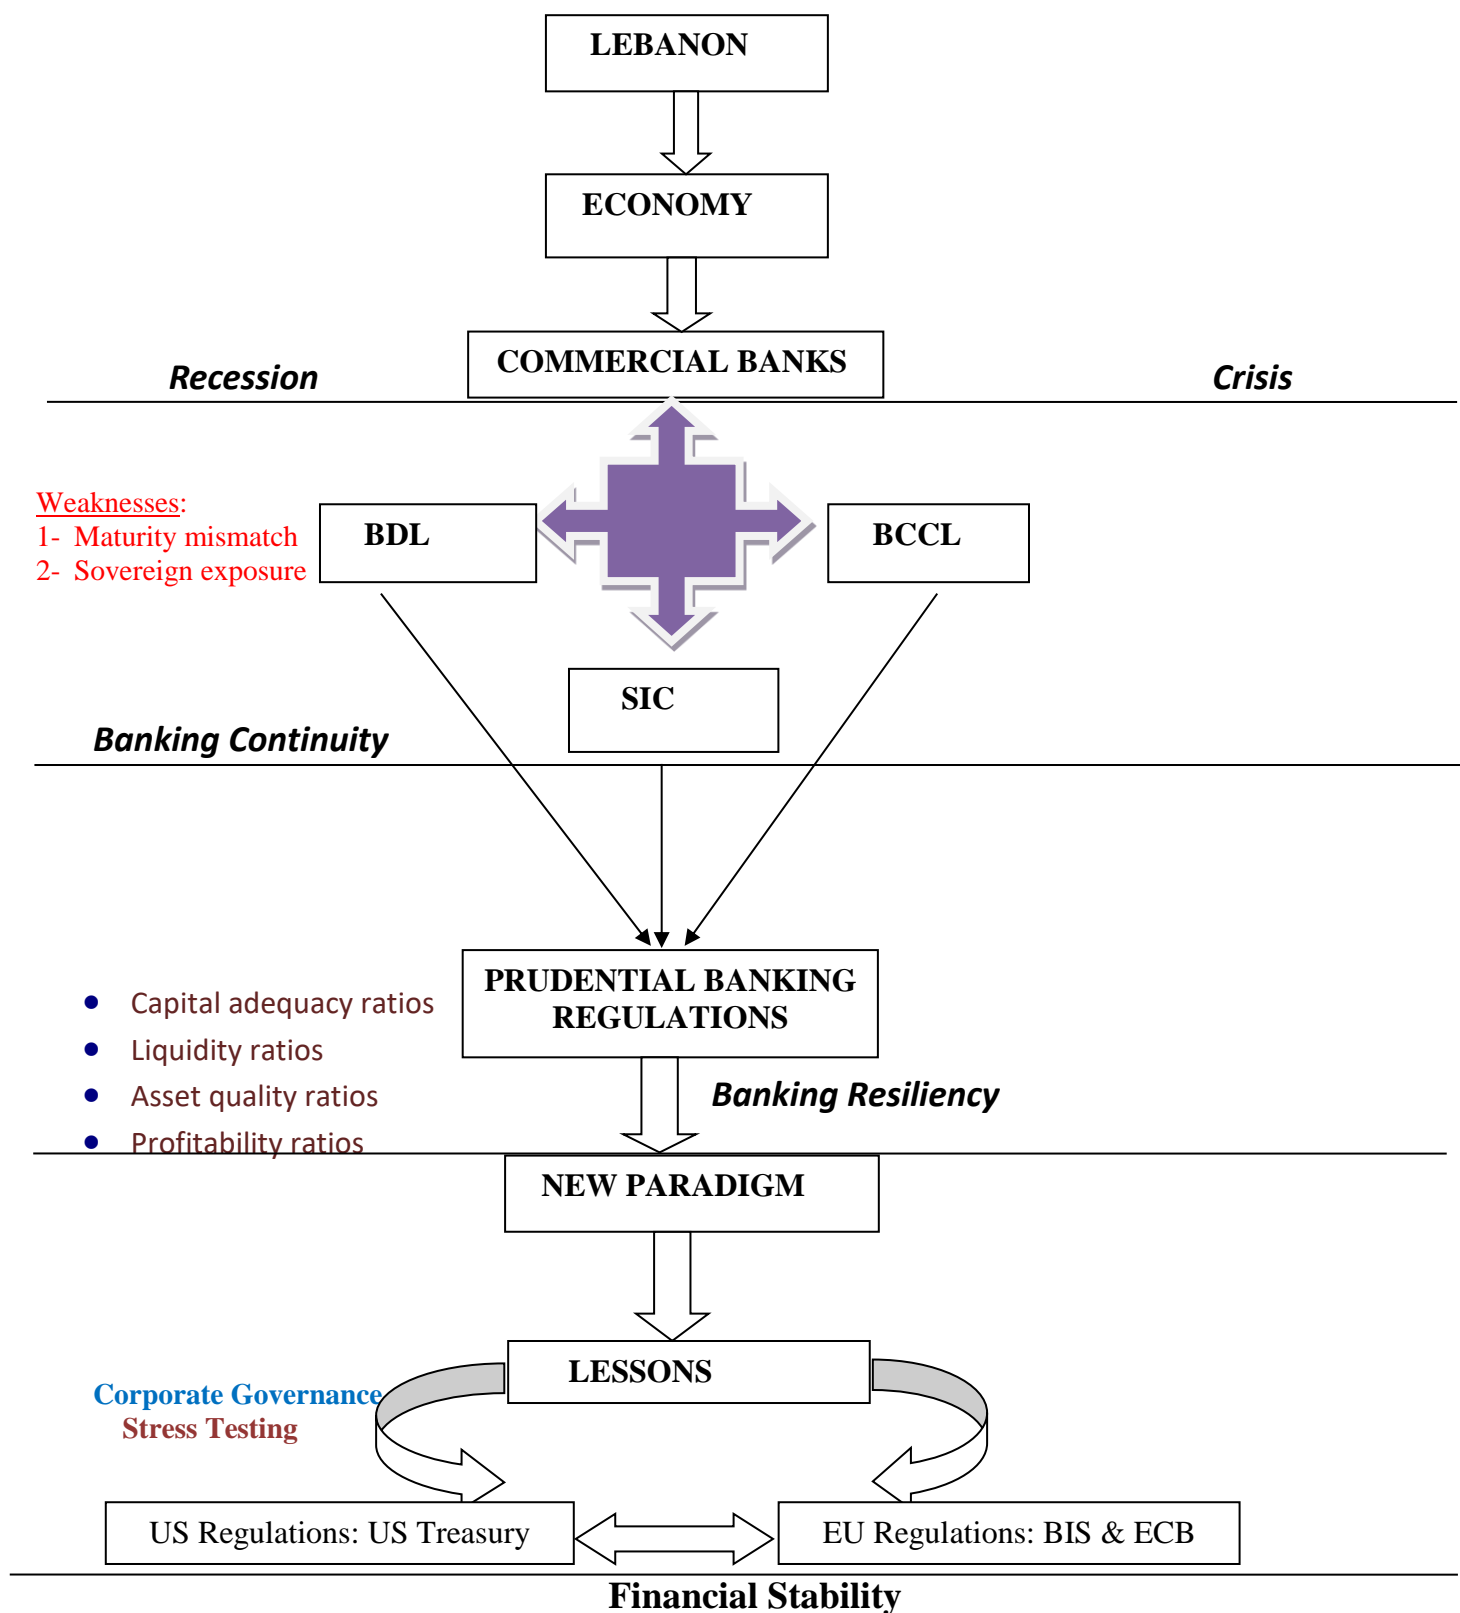 LEBANON
ECONOMY
COMMERCIAL BANKS
Recession
Crisis
Weaknesses:
1- Maturity mismatch
2- Sovereign exposure
BDL
BCCL
SIC
Banking Continuity
PRUDENTIAL BANKING
REGULATIONS
• Capital adequacy ratios
• Liquidity ratios
• Asset quality ratios
• Profitability ratios
Banking Resiliency
NEW PARADIGM
LESSONS
Corporate Governance
Stress Testing
US Regulations: US Treasury
EU Regulations: BIS & ECB
Financial Stability